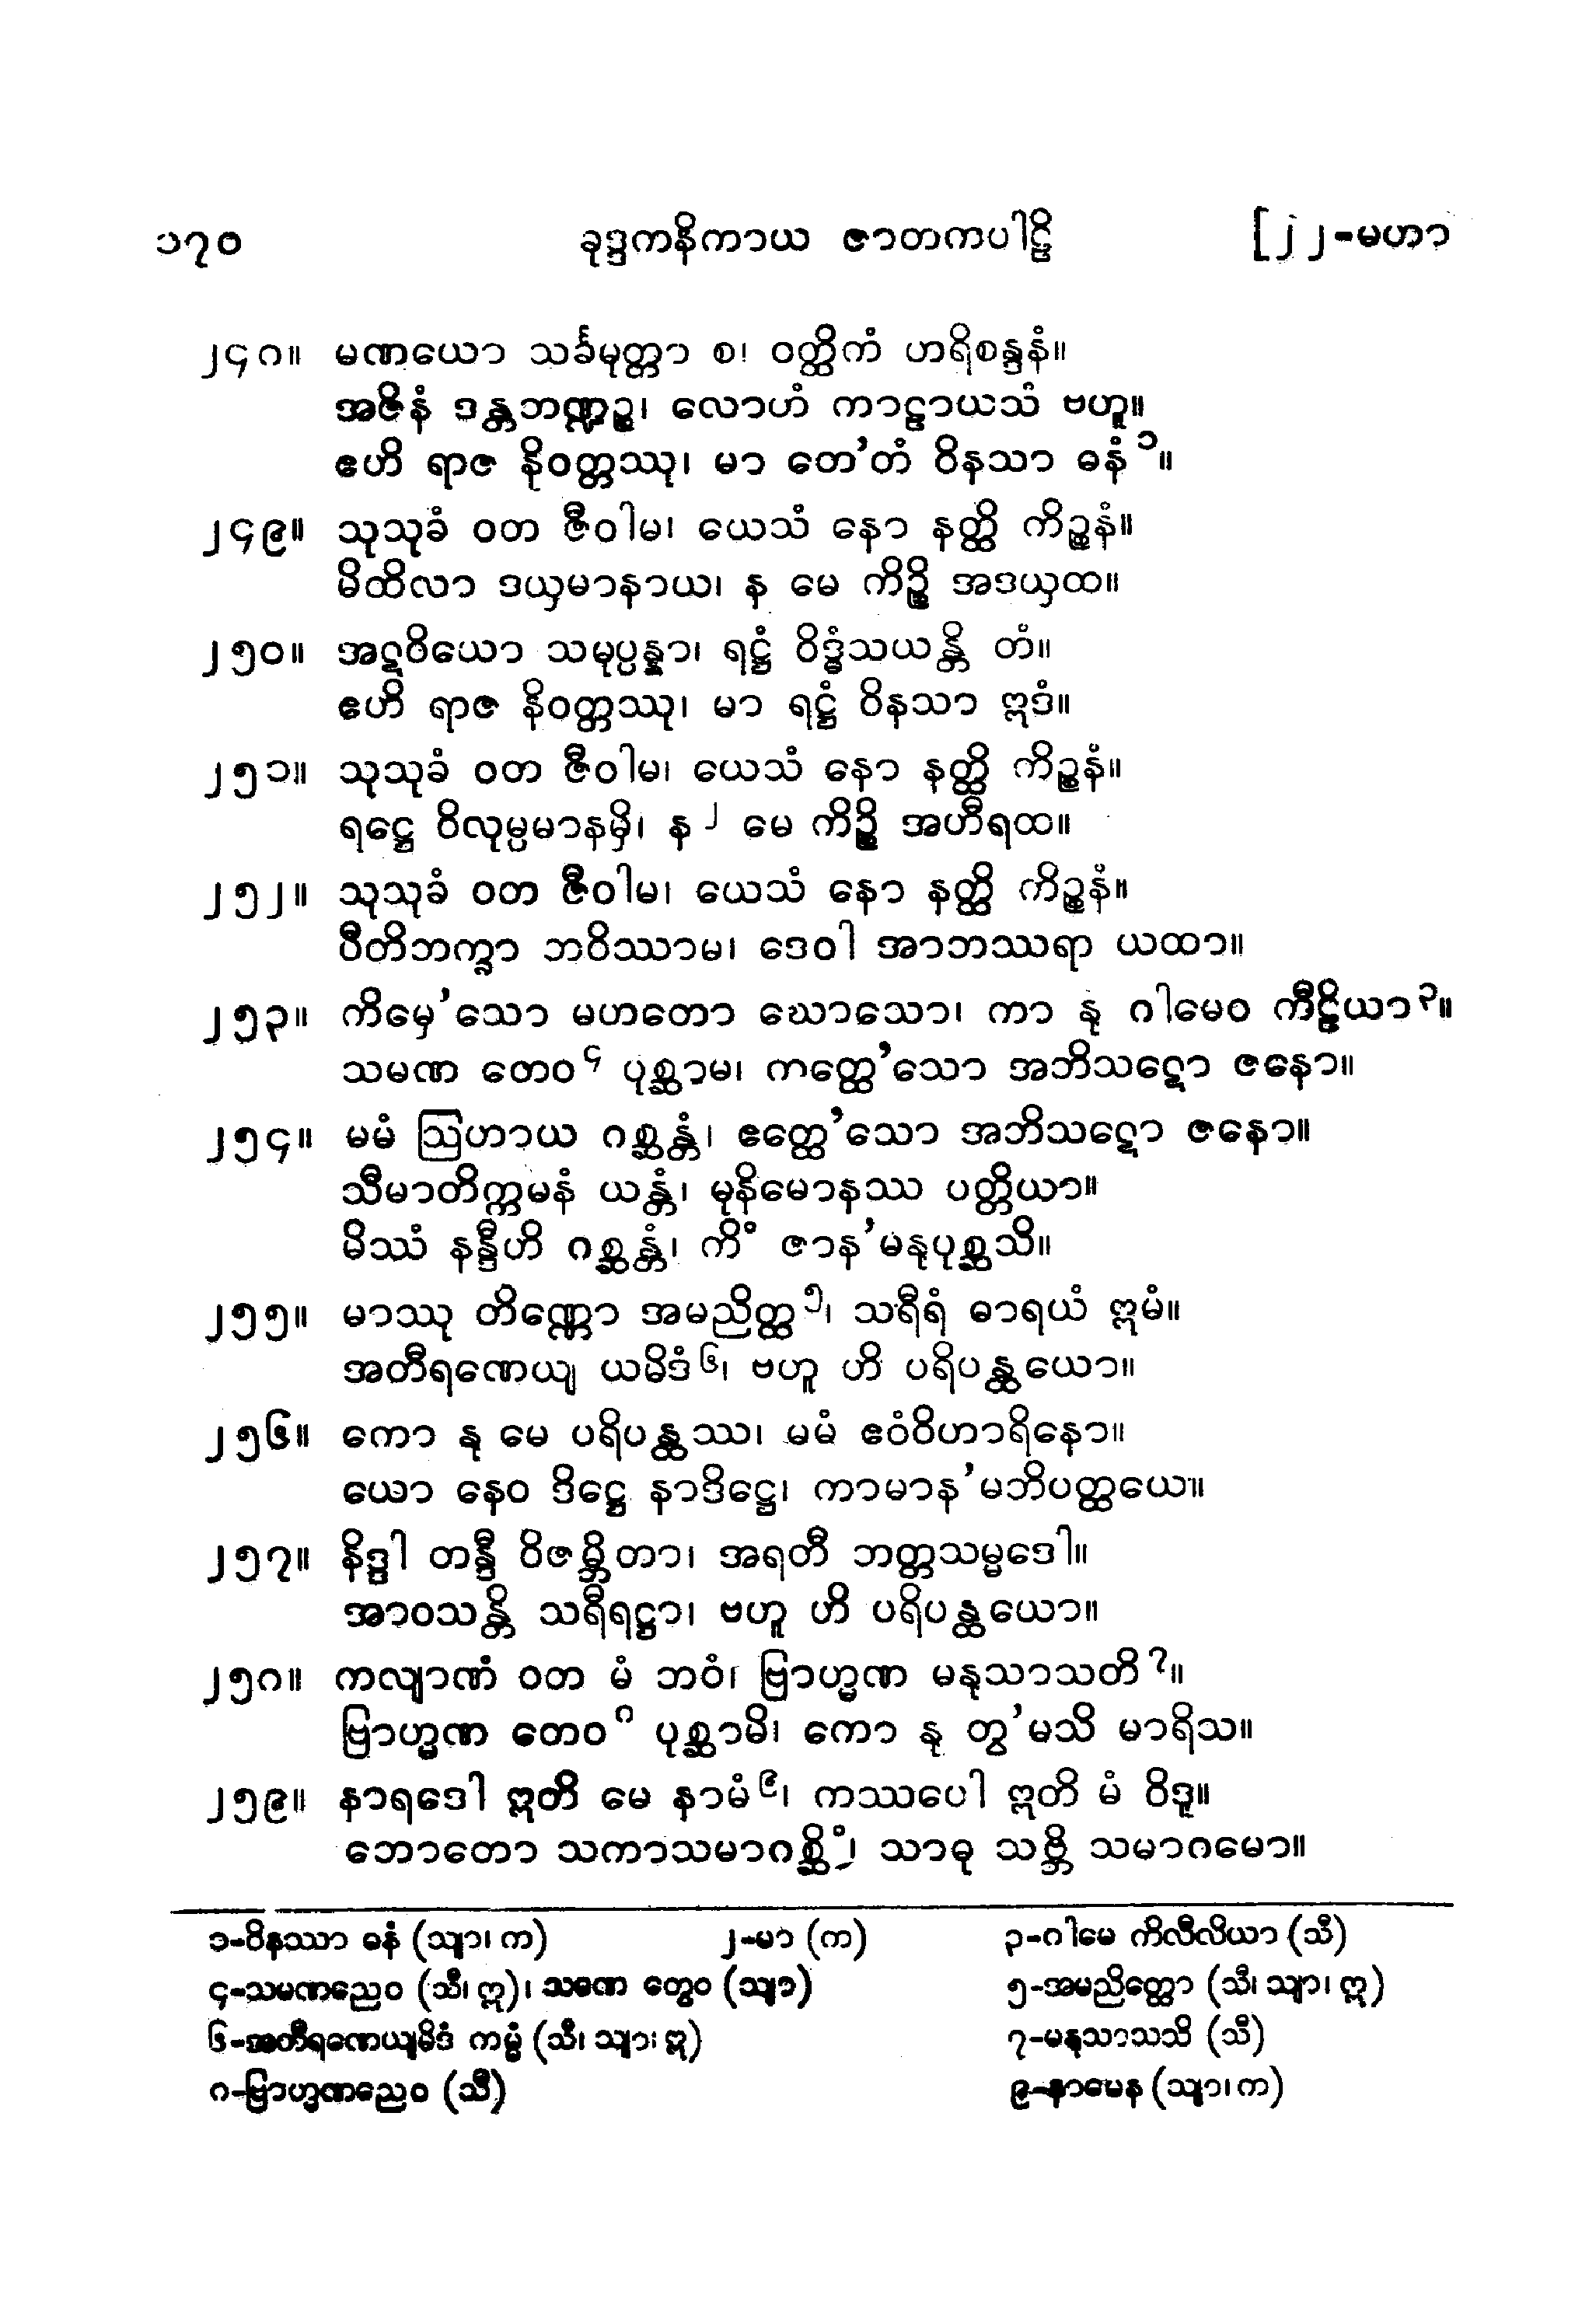 ၁၇၀ ခုဒ္ဒကနိကာယ ဇာတကပါဠိ [၂၂-မဟာ
၂၄၈။ မဏယော သင်္ခမုတ္တာ စ၊ ဝတ္ထိကံ ဟရိစန္ဒနံ။
အဇိနံ ဒန္တဘဏ္ဍဉ္စ၊ လောဟံ ကာဠာယသံ ဗဟူ။
ဧဟိ ရာဇ နိဝတ္တဿု၊ မာ တေ’တံ ဝိနသာ ဓနံ ၁။
၂၄၉။ သုသုခံ ဝတ ဇီဝါမ၊ ယေသံ နော နတ္ထိ ကိဉ္စနံ။
မိထိလာ ဒယှမာနာယ၊ န မေ ကိဉ္စိ အဒယှထ။
၂၅၀။ အဋဝိယော သမုပ္ပန္နာ၊ ရဋ္ဌံ ဝိဒ္ဓံသယန္တိ တံ။
ဧဟိ ရာဇ နိဝတ္တဿု၊ မာ ရဋ္ဌံ ဝိနသာ ဣဒံ။
၂၅၁။ သုသုခံ ဝတ ဇီဝါမ၊ ယေသံ နော နတ္ထိ ကိဉ္စနံ။
ရဋ္ဌေ ဝိလုမ္ပမာနမှိ၊ န ၂ မေ ကိဉ္စိ အဟီရထ။
၂၅၂။ သုသုခံ ဝတ ဇီဝါမ၊ ယေသံ နော နတ္ထိ ကိဉ္စနံ။
ပီတိဘက္ခာ ဘဝိဿာမ၊ ဒေဝါ အာဘဿရာ ယထာ။
၂၅၃။ ကိမှေ’သော မဟတော ဃောသော၊ ကာ နု ဂါမေဝ ကီဠိယာ ၃။
သမဏ တေဝ ၄ ပုစ္ဆာမ၊ ကတ္ထေ’သော အဘိသဋော ဇနော။
၂၅၄။ မမံ ဩဟာယ ဂစ္ဆန္တံ၊ ဧတ္ထေ’သော အဘိသဋော ဇနော။
သီမာတိက္ကမနံ ယန္တံ၊ မုနိမောနဿ ပတ္တိယာ။
မိဿံ နန္ဒီဟိ ဂစ္ဆန္တံ၊ ကိံ ဇာန’မနုပုစ္ဆသိ။
၂၅၅။ မာဿု တိဏ္ဏော အမညိတ္ထ ၅၊ သရီရံ ဓာရယံ ဣမံ။
အတီရဏေယျ ယမိဒံ ၆၊ ဗဟူ ဟိ ပရိပန္ထယော။
၂၅၆။ ကော နု မေ ပရိပန္ထဿ၊ မမံ ဧဝံဝိဟာရိနော။
ယော နေဝ ဒိဋ္ဌေ နာဒိဋ္ဌေ၊ ကာမာန’မဘိပတ္ထယေ။
၂၅၇။ နိဒ္ဒါ တန္ဒီ ဝိဇမ္ဘိတာ၊ အရတီ ဘတ္တသမ္မဒေါ။
အာဝသန္တိ သရီရဋ္ဌာ၊ ဗဟူ ဟိ ပရိပန္ထယော။
၂၅၈။ ကလျာဏံ ဝတ မံ ဘဝံ၊ ဗြာဟ္မဏ မနုသာသတိ ၇။
ဗြာဟ္မဏ တေဝ ၈ ပုစ္ဆာမိ၊ ကော နု တွ’မသိ မာရိသ။
၂၅၉။ နာရဒေါ ဣတိ မေ နာမံ ၉၊ ကဿပေါ ဣတိ မံ ဝိဒူ။
ဘောတော သကာသမာဂစ္ဆိံ၊ သာဓု သဗ္ဘိ သမာဂမော။
၁-ဝိနဿာ ဓနံ (သျာ၊ က) ၂-မာ (က) ၃-ဂါမေ ကိလီလိယာ (သီ)
၄-သမဏညေဝ (သီ၊ ဣ)၊ သမဏ တွေဝ (သျာ) ၅-အမညိတ္ထော (သီ၊ သျာ၊ ဣ)
၆-အတီရဏေယျမိဒံ ကမ္မံ (သီ၊ သျာ၊ ဣ) ၇-မနုသာသသိ (သီ)
၈-ဗြာဟ္မဏညေဝ (သီ) ၉-နာမေန (သျာ၊ က)